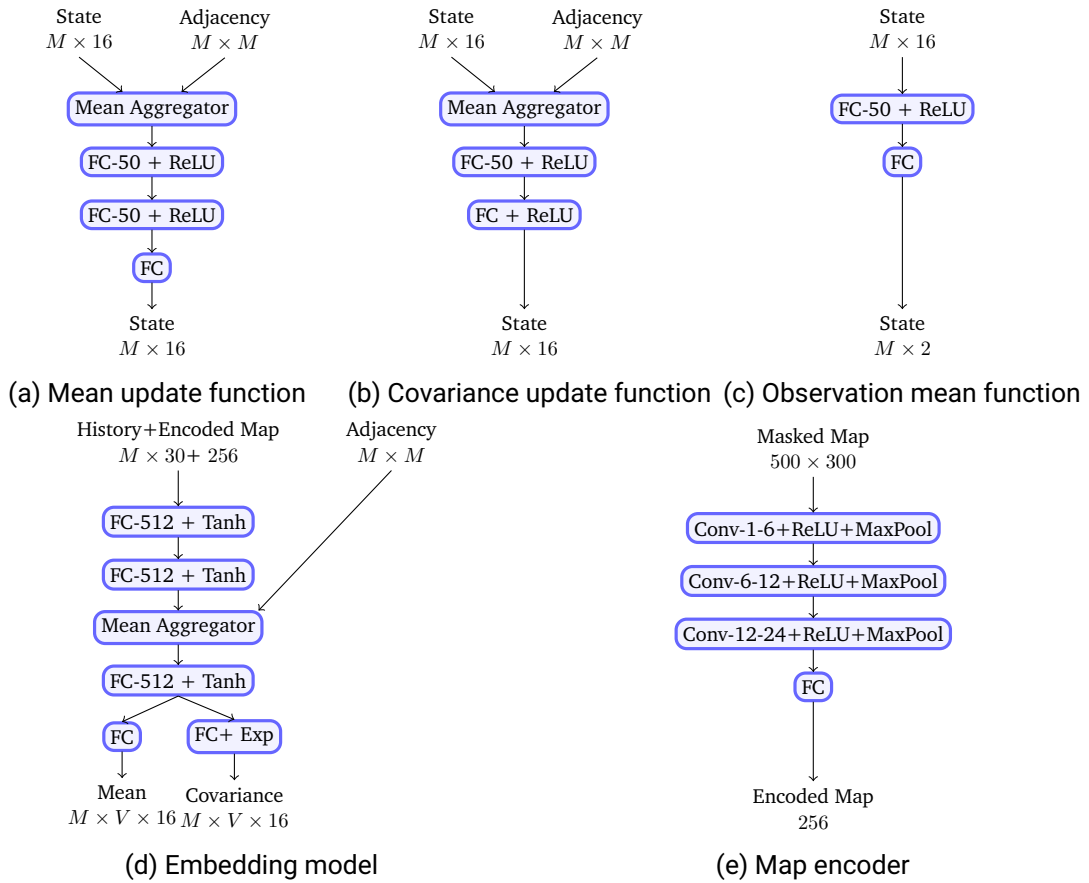 State
M × 16
Adjacency
M × M
Mean Aggregator
FC-50 + ReLU
FC-50 + ReLU
FC
State
M × 16
(a) Mean update function
State
M × 16
Adjacency
M × M
Mean Aggregator
FC-50 + ReLU
FC + ReLU
State
M × 16
(b) Covariance update function
State
M × 16
FC-50 + ReLU
FC
State
M × 2
(c) Observation mean function
History+Encoded Map
M × 30+ 256
Adjacency
M × M
FC-512 + Tanh
FC-512 + Tanh
Mean Aggregator
FC-512 + Tanh
FC
FC+ Exp
Mean
M × V × 16
Covariance
M × V × 16
(d) Embedding model
Masked Map
500 × 300
Conv-1-6+ReLU+MaxPool
Conv-6-12+ReLU+MaxPool
Conv-12-24+ReLU+MaxPool
FC
Encoded Map
256
(e) Map encoder